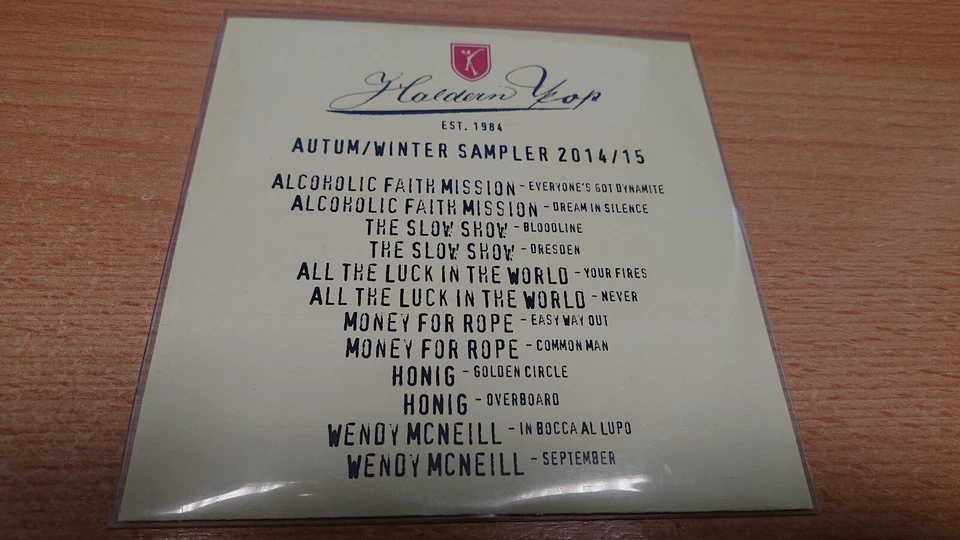 Haldern Pop
EST. 1984
AUTUM/WINTER SAMPLER 2014/15
ALCOHOLIC FAITH MISSION - EVERYONE'S GOT DYNAMITE
ALCOHOLIC FAITH MISSION - DREAM IN SILENCE
THE SLOW SHOW - BLOODLINE
THE SLOW SHOW - DRESDEN
ALL THE LUCK IN THE WORLD - YOUR FIRES
ALL THE LUCK IN THE WORLD - NEVER
MONEY FOR ROPE - EASY WAY OUT
MONEY FOR ROPE - COMMON MAN
HONIG - GOLDEN CIRCLE
HONIG - OVERBOARD
WENDY MCNEILL - IN BOCCA AL LUPO
WENDY MCNEILL - SEPTEMBER